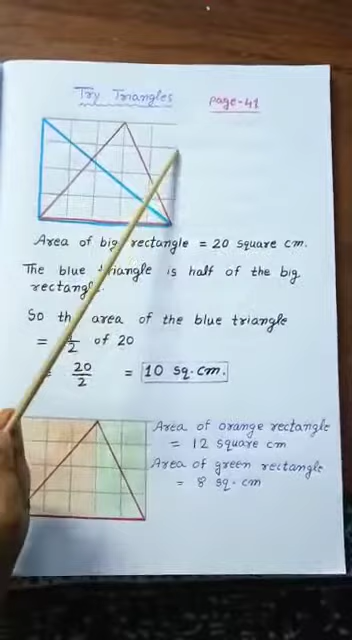 Try Triangles
Page-41
Area of big rectangle = 20 square cm.
The blue triangle is half of the big
rectangle.
So the area of the blue triangle
= 1/2 of 20
= 20/2 = 10 sq.cm.
Area of orange rectangle
= 12 square cm
Area of green rectangle
= 8 sq.cm